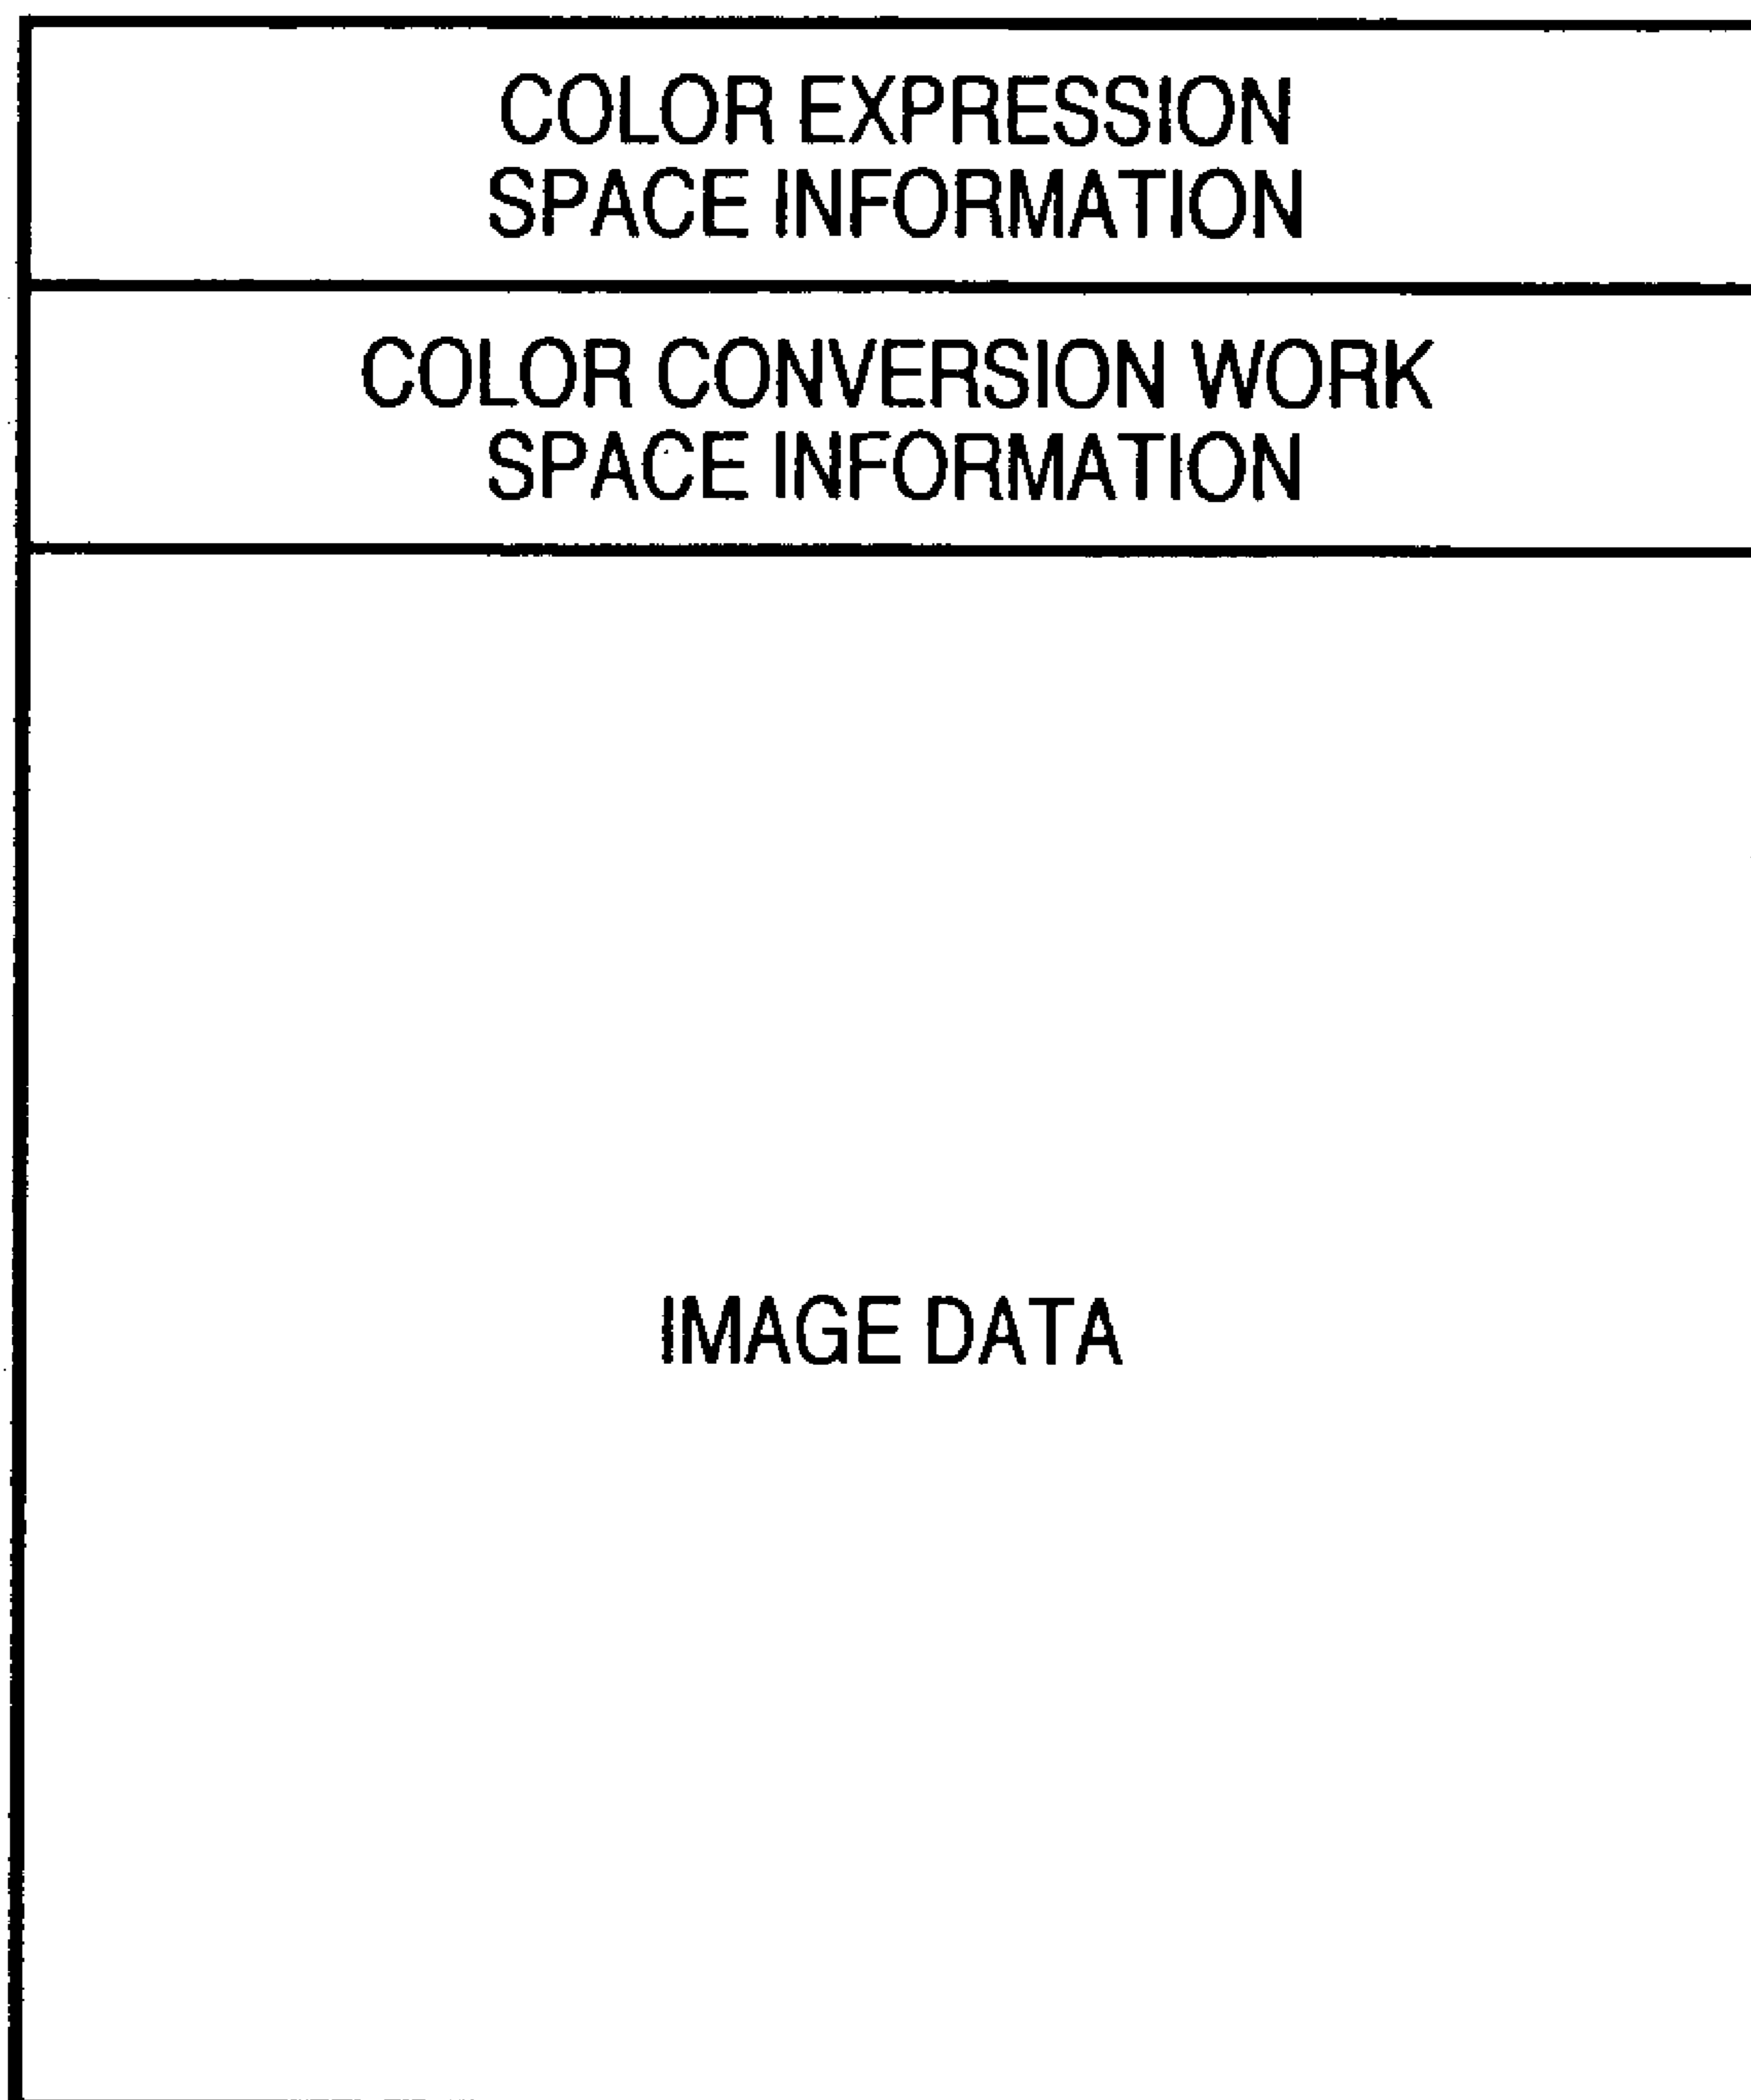 COLOR EXPRESSION
SPACE INFORMATION
COLOR CONVERSION WORK
SPACE INFORMATION
IMAGE DATA